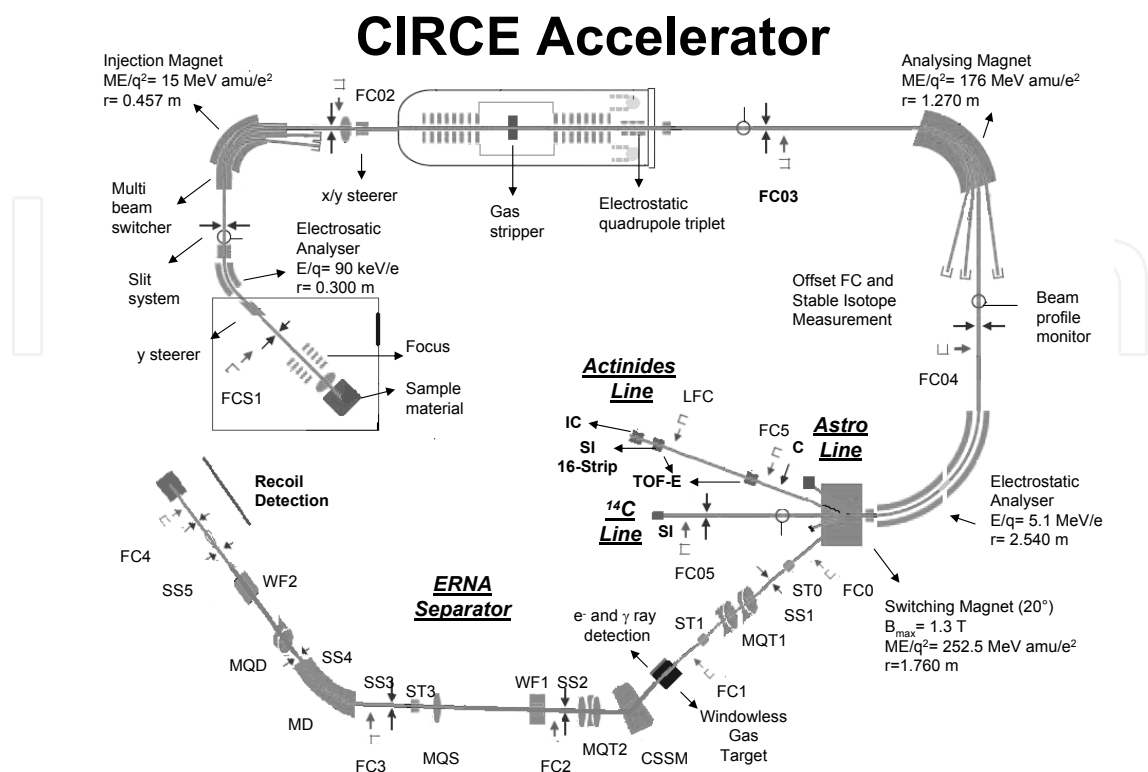 CIRCE Accelerator
Injection Magnet
ME/q²= 15 MeV amu/e²
r= 0.457 m
FC02
Analysing Magnet
ME/q²= 176 MeV amu/e²
r= 1.270 m
Multi
beam
switcher
x/y steerer
Gas
stripper
Electrostatic
quadrupole triplet
FC03
Electrosatic
Analyser
E/q= 90 keV/e
r= 0.300 m
Slit
system
y steerer
Focus
FCS1
Sample
material
Offset FC and
Stable Isotope
Measurement
Beam
profile
monitor
FC04
Actinides
Line
LFC
IC
SI
16-Strip
TOF-E
FC5
C
Astro
Line
¹⁴C
Line
SI
FC05
Electrostatic
Analyser
E/q= 5.1 MeV/e
r= 2.540 m
Recoil
Detection
FC4
SS5
WF2
ERNA
Separator
MQD
SS4
MD
SS3
ST3
FC3
MQS
WF1
SS2
FC2
MQT2
CSSM
e⁻ and γ ray
detection
ST1
MQT1
SS1
ST0
FC0
FC1
Windowless
Gas
Target
Switching Magnet (20°)
Bmax= 1.3 T
ME/q²= 252.5 MeV amu/e²
r=1.760 m